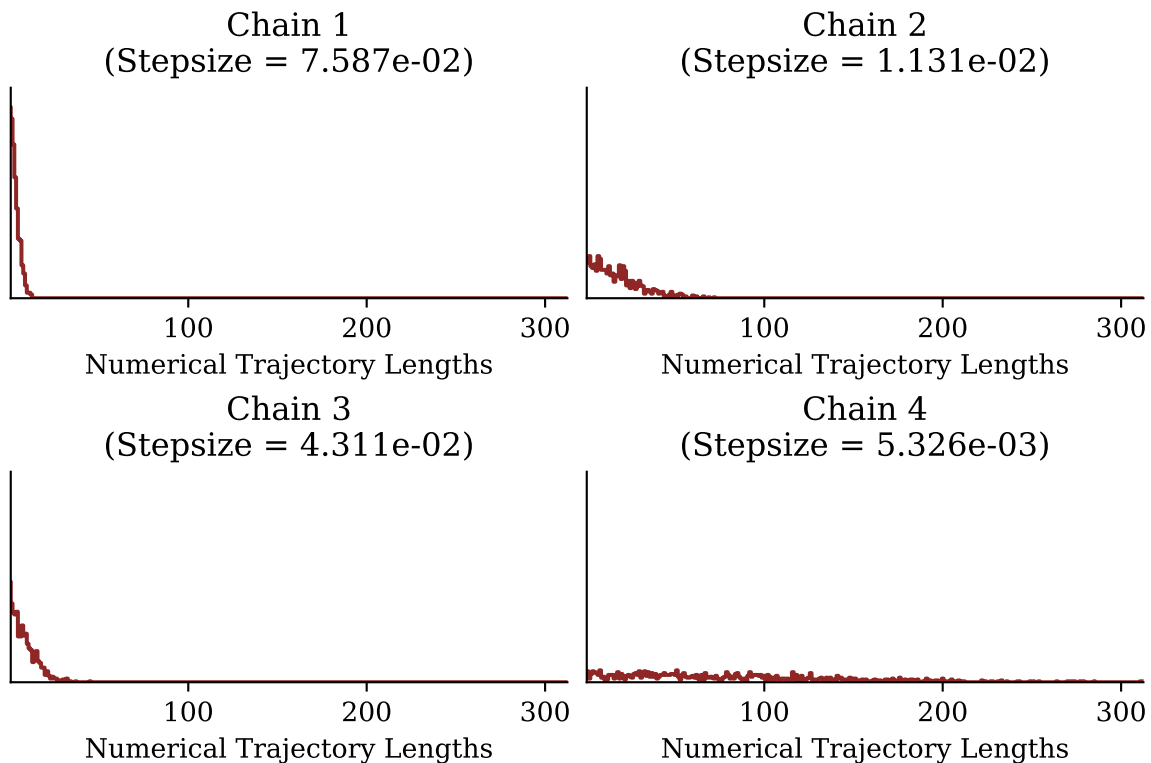 Chain 1
(Stepsize = 7.587e-02)
100
200
300
Numerical Trajectory Lengths
Chain 2
(Stepsize = 1.131e-02)
100
200
300
Numerical Trajectory Lengths
Chain 3
(Stepsize = 4.311e-02)
100
200
300
Numerical Trajectory Lengths
Chain 4
(Stepsize = 5.326e-03)
100
200
300
Numerical Trajectory Lengths